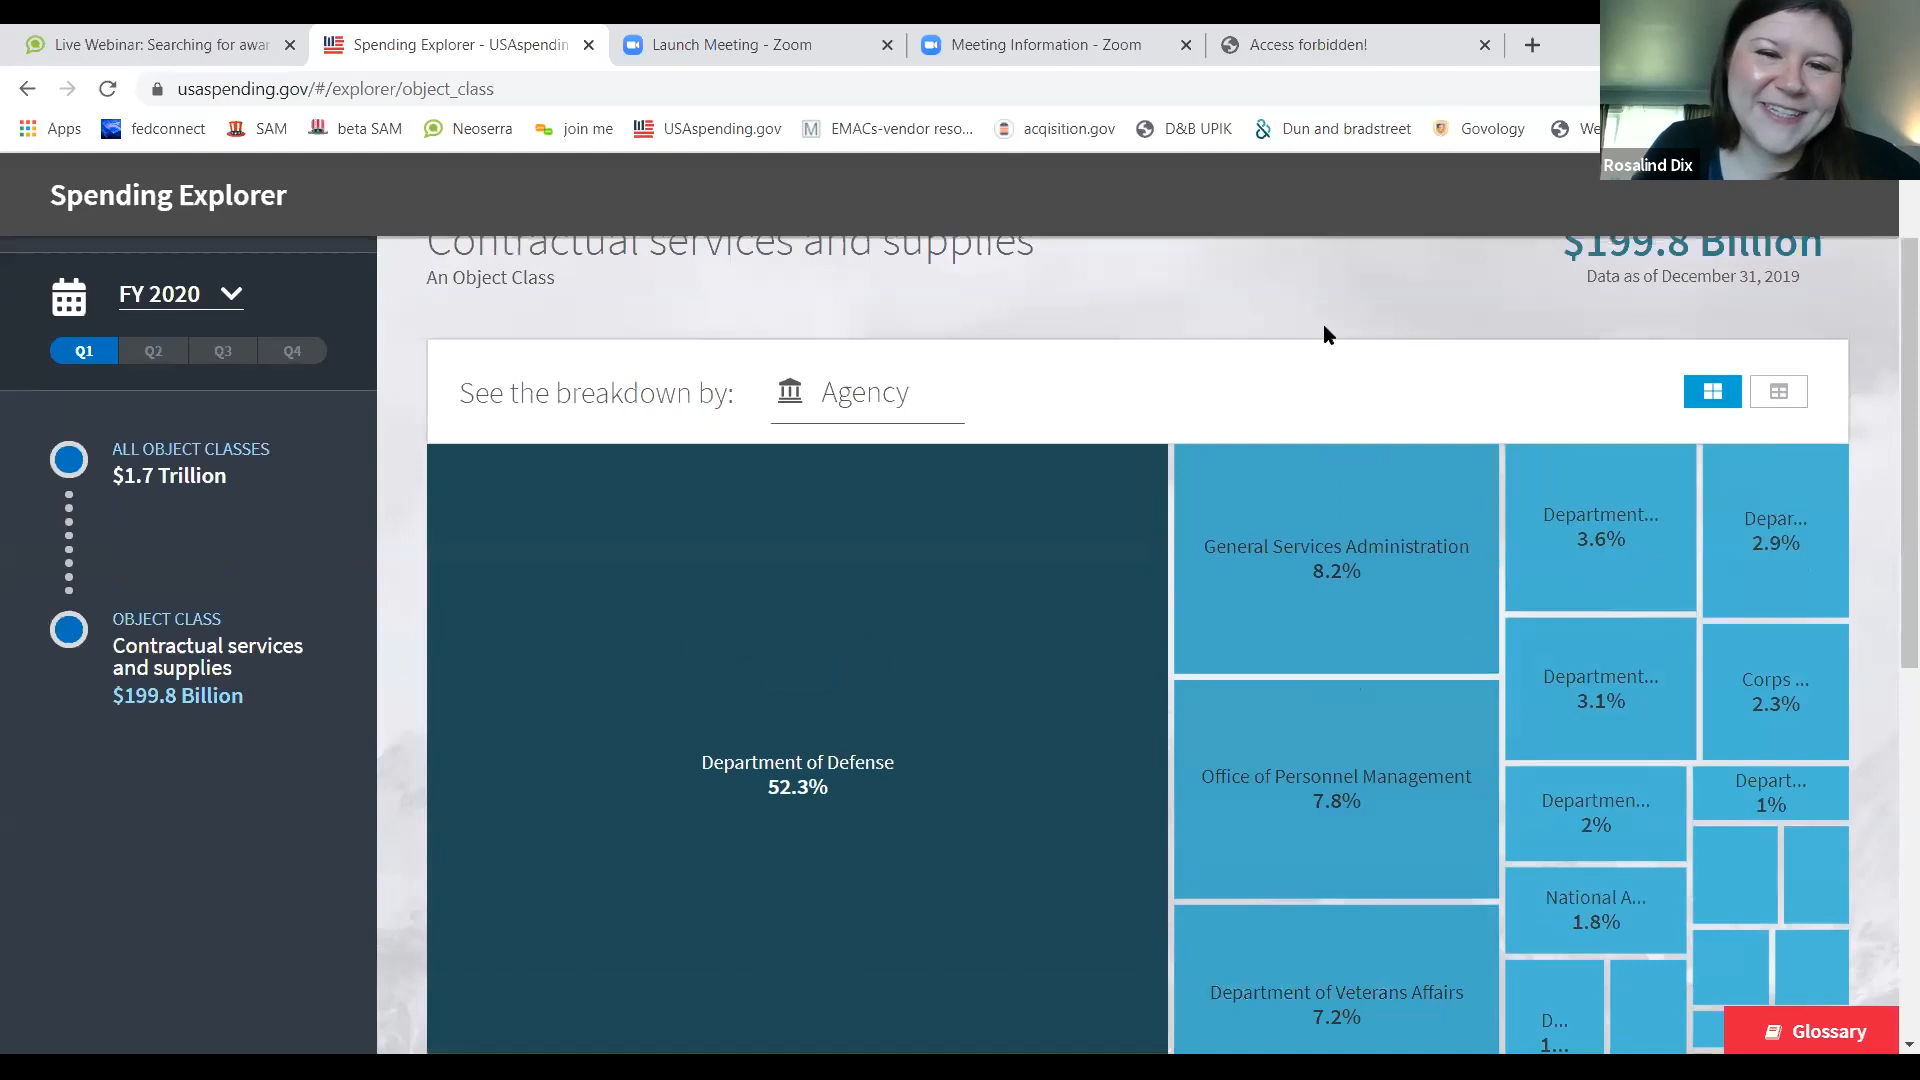 Live Webinar: Searching for awar
Spending Explorer - USAspendin
Launch Meeting - Zoom
Meeting Information - Zoom
Access forbidden!
usaspending.gov/#/explorer/object_class
Apps
fedconnect
SAM
beta SAM
Neoserra
join me
USAspending.gov
EMACs-vendor reso...
acqisition.gov
D&B UPIK
Dun and bradstreet
Govology
We
Rosalind Dix
Spending Explorer
Contractual services and supplies
$199.8 Billion
An Object Class
Data as of December 31, 2019
FY 2020
Q1 Q2 Q3 Q4
See the breakdown by: Agency
ALL OBJECT CLASSES
$1.7 Trillion
OBJECT CLASS
Contractual services
and supplies
$199.8 Billion
Department of Defense
52.3%
General Services Administration
8.2%
Office of Personnel Management
7.8%
Department of Veterans Affairs
7.2%
Department...
3.6%
Depar...
2.9%
Department...
3.1%
Corps ...
2.3%
Departmen...
2%
Depart...
1%
National A...
1.8%
D...
1...
Glossary